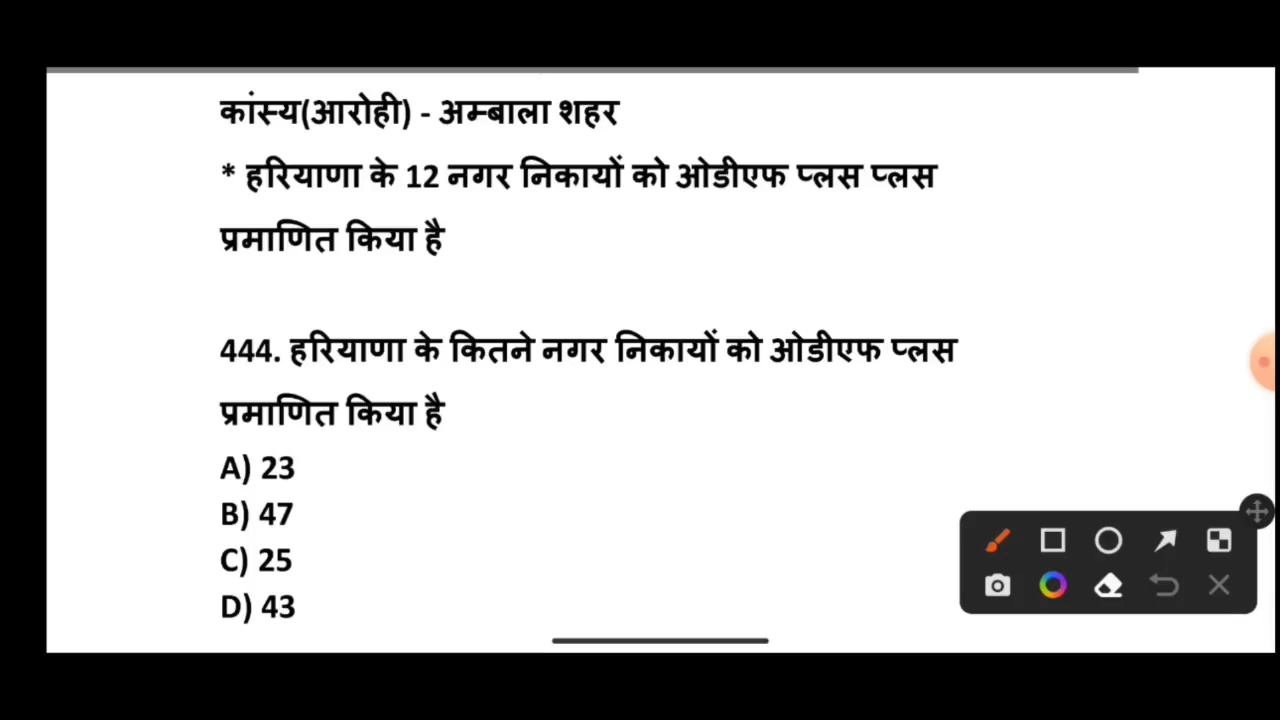 कांस्य(आरोही) - अम्बाला शहर
* हरियाणा के 12 नगर निकायों को ओडीएफ प्लस प्लस
प्रमाणित किया है
444. हरियाणा के कितने नगर निकायों को ओडीएफ प्लस
प्रमाणित किया है
A) 23
B) 47
C) 25
D) 43